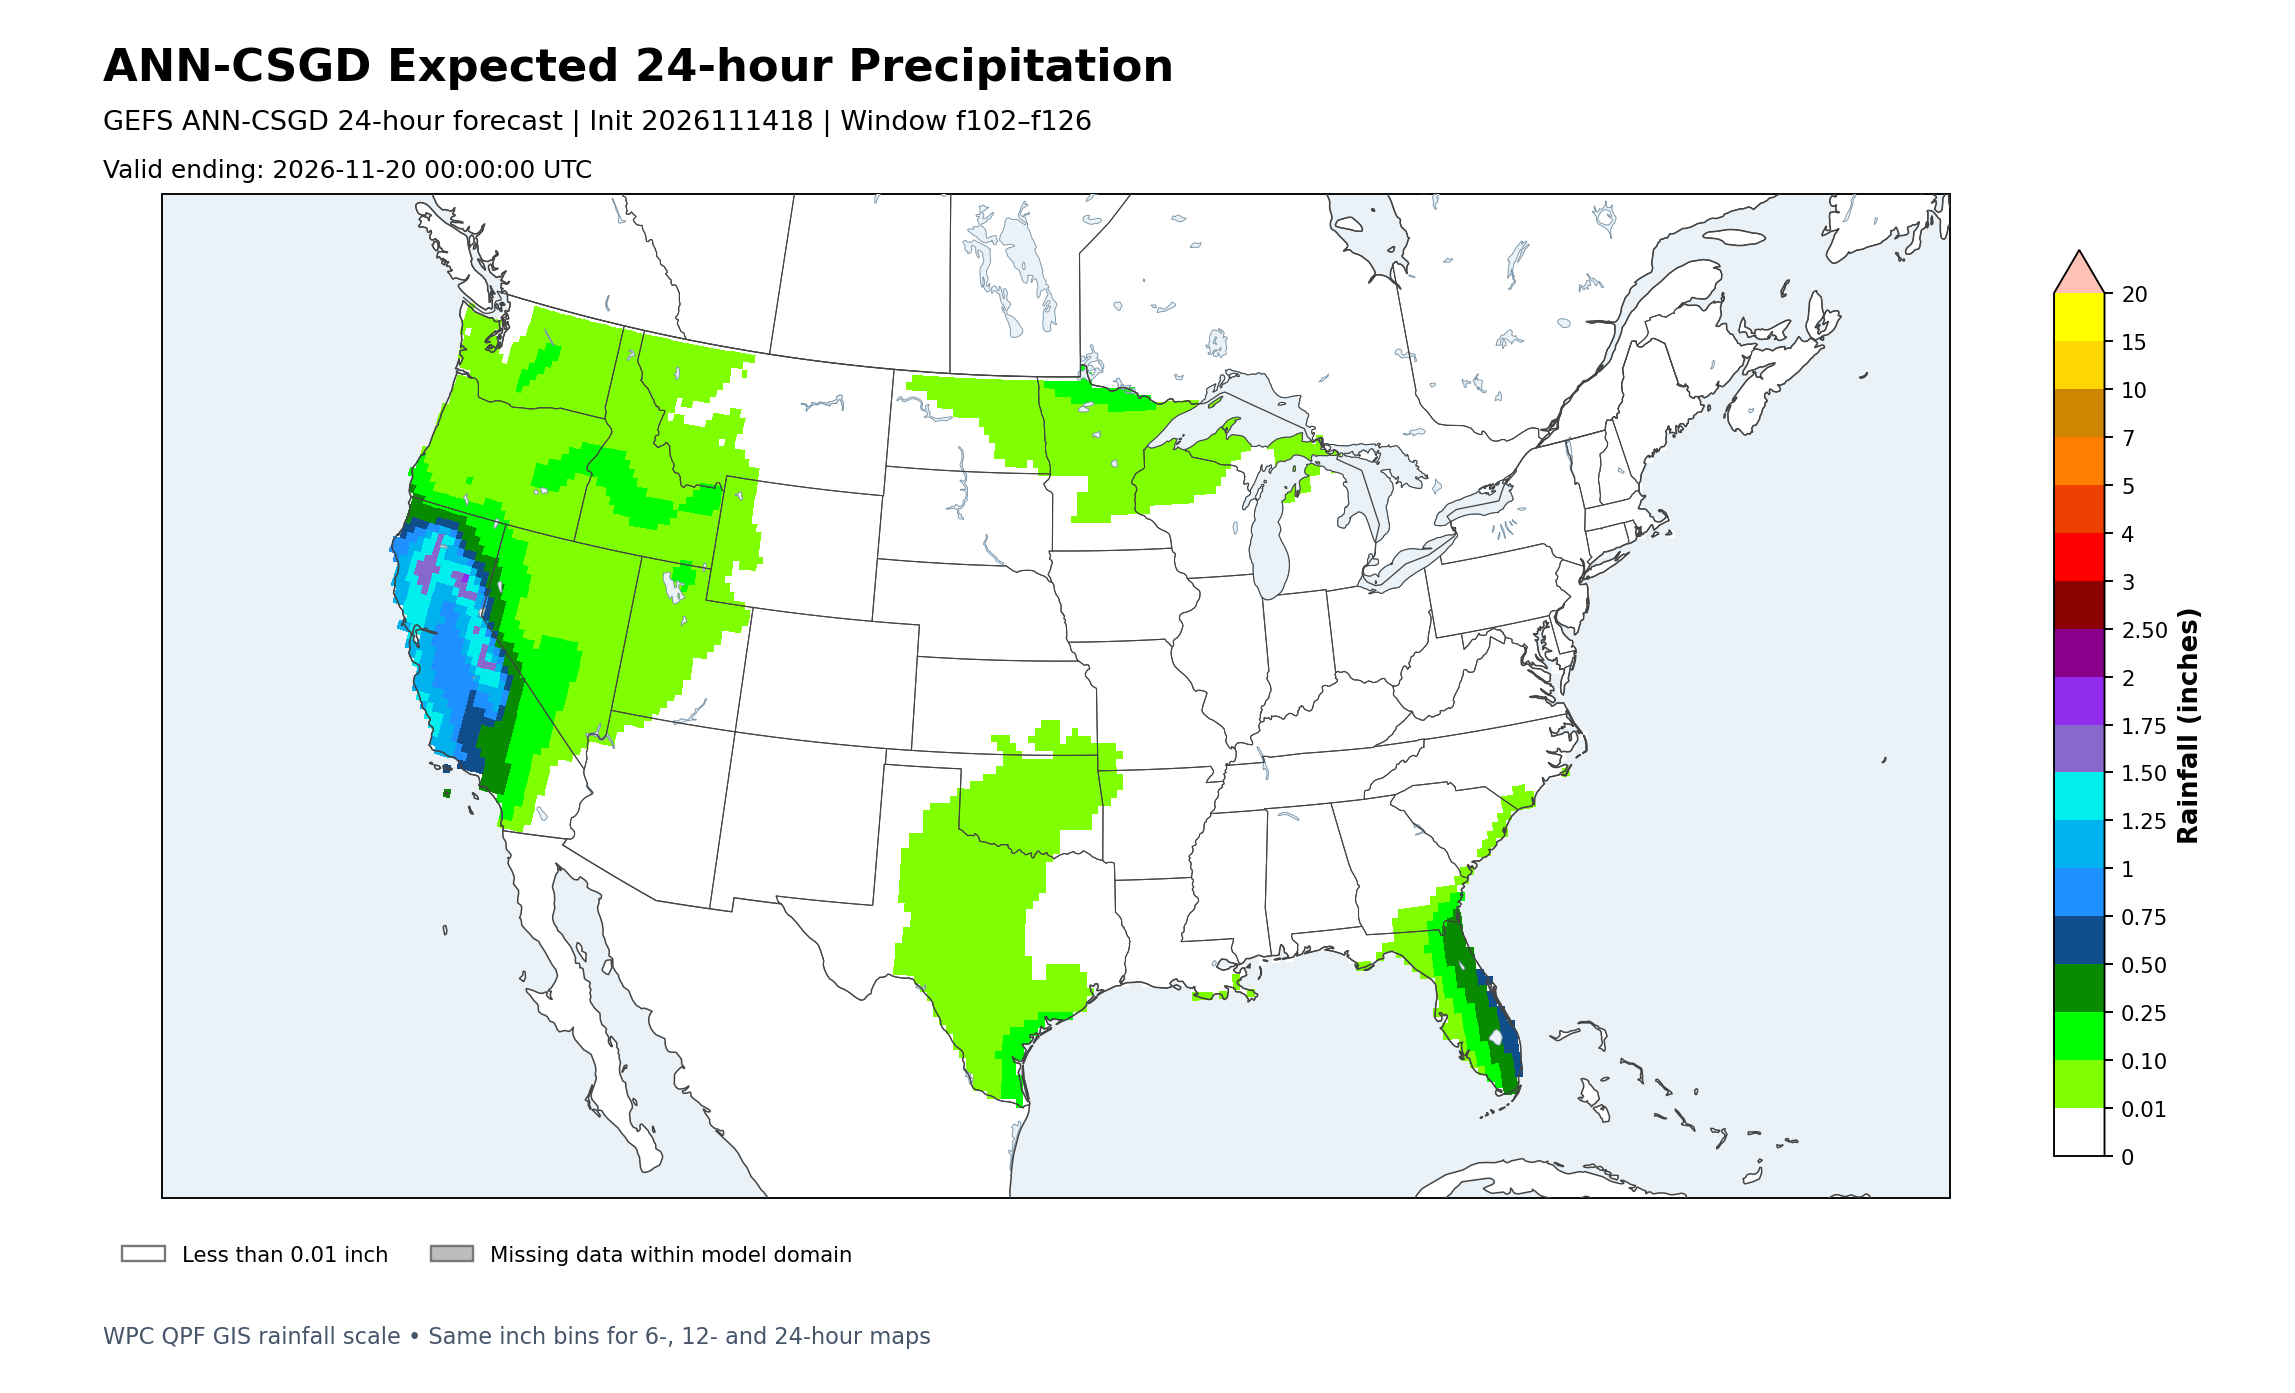 ANN-CSGD Expected 24-hour Precipitation
GEFS ANN-CSGD 24-hour forecast | Init 2026111418 | Window f102–f126
Valid ending: 2026-11-20 00:00:00 UTC
20
15
10
7
5
4
3
2.50
2
1.75
1.50
1.25
1
0.75
0.50
0.25
0.10
0.01
0
Rainfall (inches)
Less than 0.01 inch
Missing data within model domain
WPC QPF GIS rainfall scale • Same inch bins for 6-, 12- and 24-hour maps